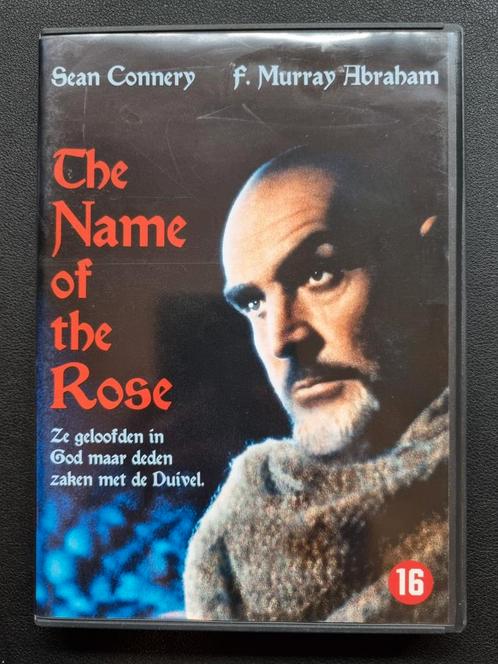 Sean Connery F. Murray Abraham
The
Name
of
the
Rose
Ze geloofden in
God maar deden
zaken met de Duivel.
16